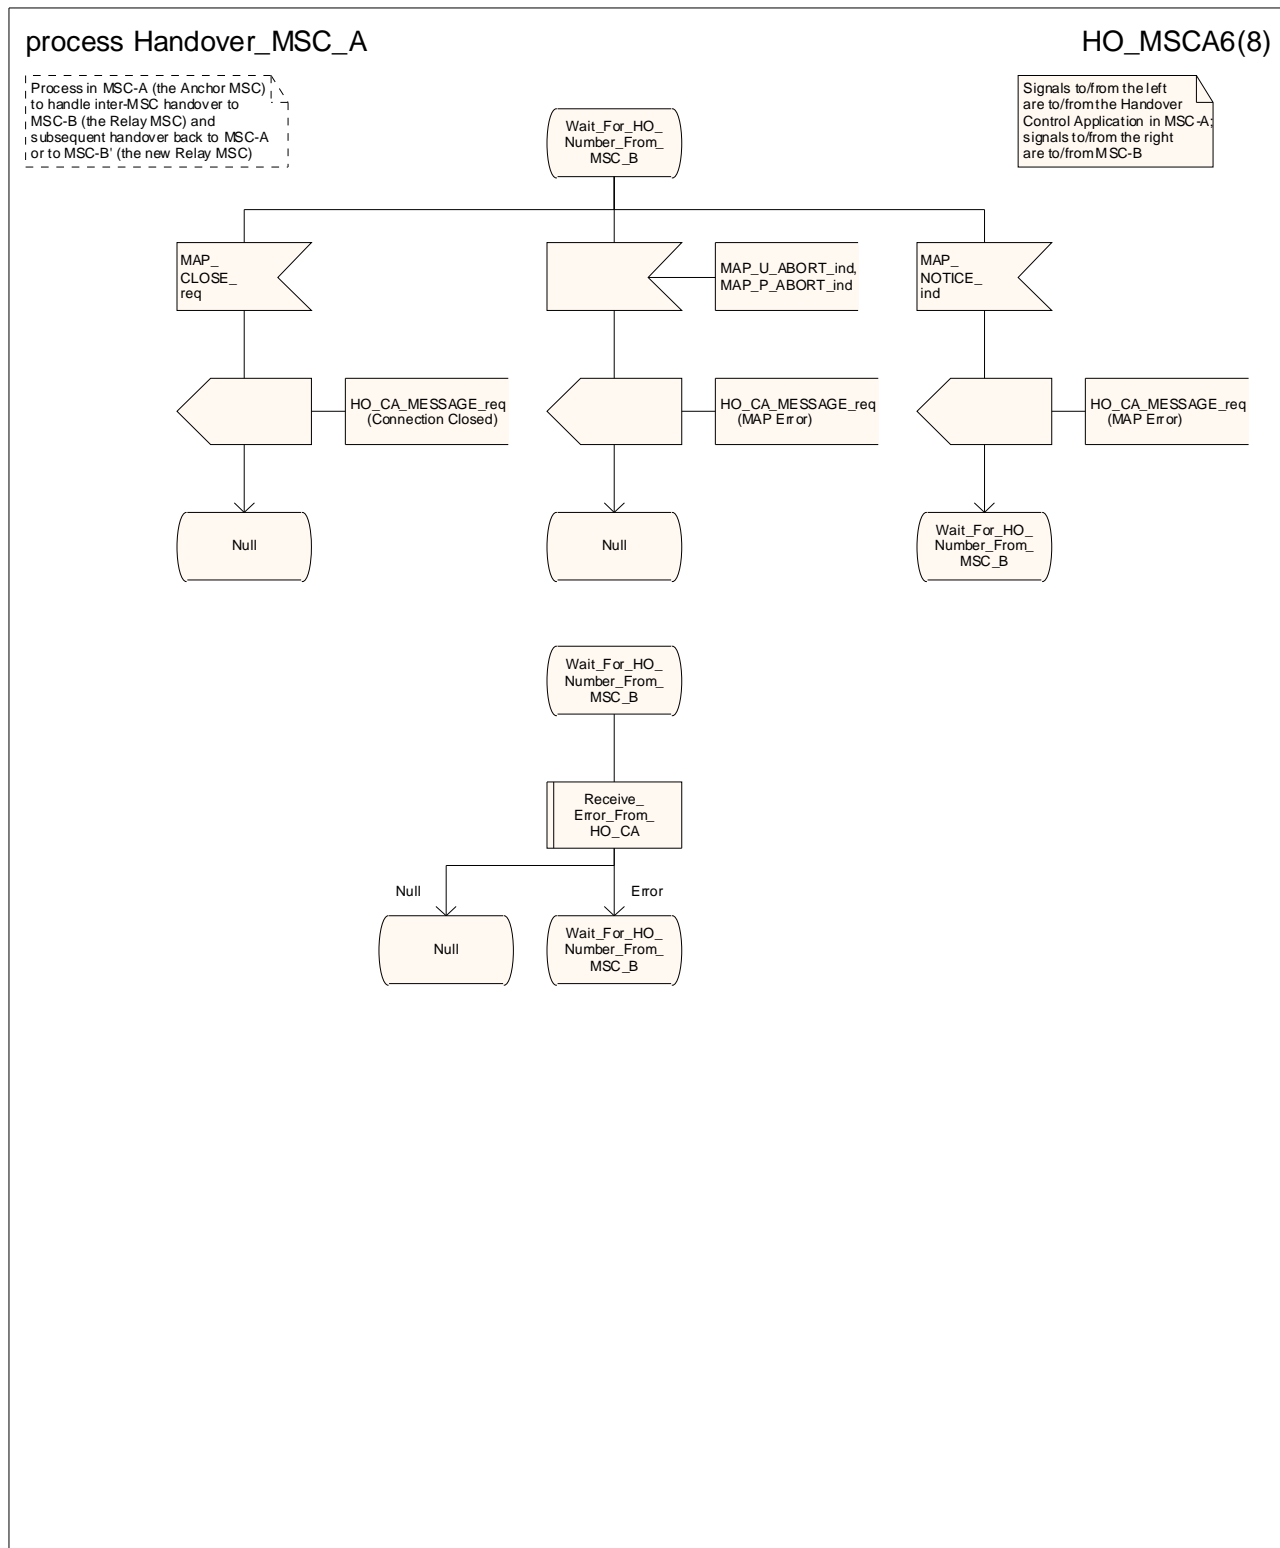 process Handover_MSC_A
HO_MSCA6(8)
Process in MSC-A (the Anchor MSC)
to handle inter-MSC handover to
MSC-B (the Relay MSC) and
subsequent handover back to MSC-A
or to MSC-B' (the new Relay MSC)
Signals to/from the left
are to/from the Handover
Control Application in MSC-A;
signals to/from the right
are to/from MSC-B
Wait_For_HO_
Number_From_
MSC_B
MAP_
CLOSE_
req
MAP_U_ABORT_ind,
MAP_P_ABORT_ind
MAP_
NOTICE_
ind
HO_CA_MESSAGE_req
(Connection Closed)
HO_CA_MESSAGE_req
(MAP Error)
HO_CA_MESSAGE_req
(MAP Error)
Null
Null
Wait_For_HO_
Number_From_
MSC_B
Wait_For_HO_
Number_From_
MSC_B
Receive_
Error_From_
HO_CA
Null
Error
Null
Wait_For_HO_
Number_From_
MSC_B